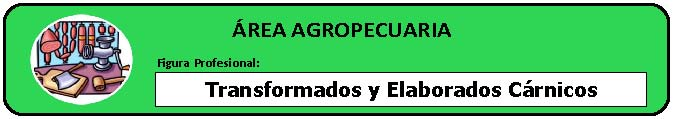 ÁREA AGROPECUARIA
Figura Profesional:
Transformados y Elaborados Cárnicos